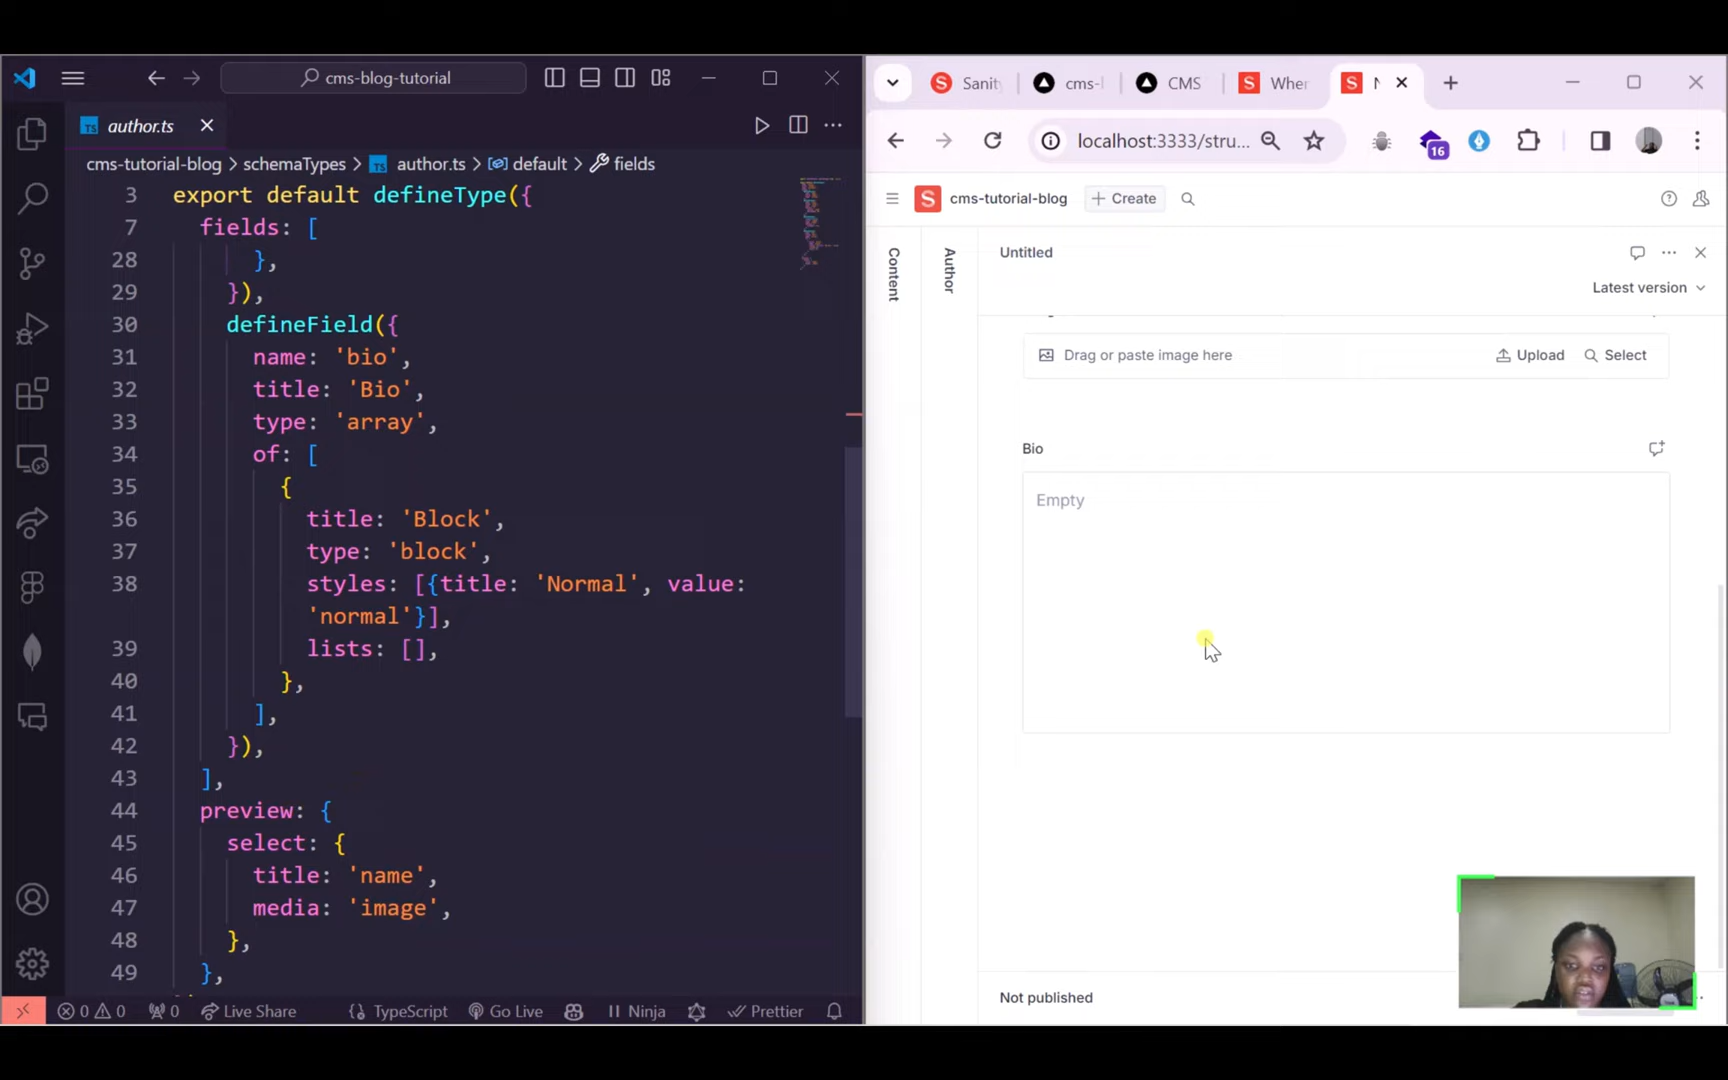 cms-blog-tutorial
author.ts
cms-tutorial-blog > schemaTypes > author.ts > default > fields
3 export default defineType({
7 fields: [
28 },
29 }),
30 defineField({
31 name: 'bio',
32 title: 'Bio',
33 type: 'array',
34 of: [
35 {
36 title: 'Block',
37 type: 'block',
38 styles: [{title: 'Normal', value:
'normal'}],
39 lists: [],
40 },
41 ],
42 }),
43 ],
44 preview: {
45 select: {
46 title: 'name',
47 media: 'image',
48 },
49 },
0 0 0 Live Share TypeScript Go Live Ninja Prettier
Sanity cms- CMS Wher N
localhost:3333/stru...
16
S cms-tutorial-blog + Create
Content
Author
Untitled
Latest version
Drag or paste image here Upload Select
Bio
Empty
Not published